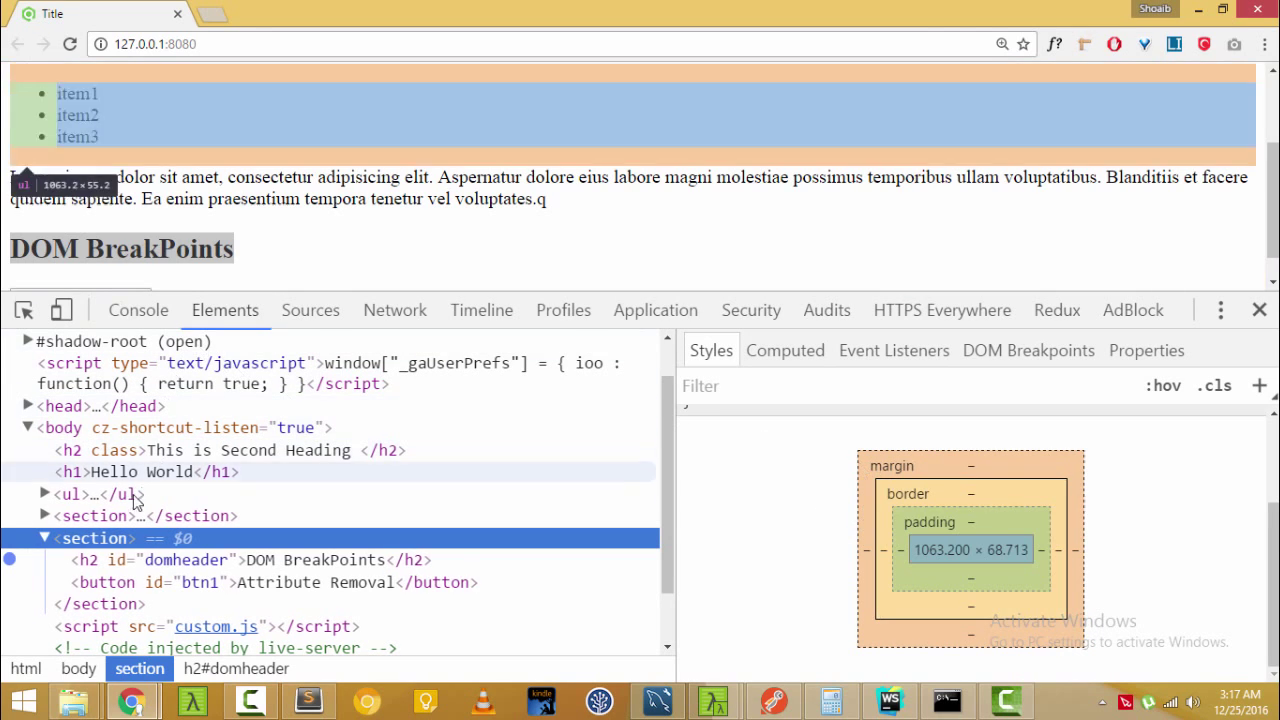 Title
Shoaib
127.0.0.1:8080
f?
LI
item1
item2
item3
dolor sit amet, consectetur adipisicing elit. Aspernatur dolore eius labore magni molestiae possimus temporibus ullam voluptatibus. Blanditiis et facere
ul 1063.2×55.2
quidem sapiente. Ea enim praesentium tempora tenetur vel voluptates.q
DOM BreakPoints
Console Elements Sources Network Timeline Profiles Application Security Audits HTTPS Everywhere Redux AdBlock
#shadow-root (open)
<script type="text/javascript">window["_gaUserPrefs"] = { ioo :
function() { return true; } }</script>
<head>…</head>
<body cz-shortcut-listen="true">
<h2 class>This is Second Heading </h2>
<h1>Hello World</h1>
<ul>…</ul>
<section>…</section>
<section> == $0
<h2 id="domheader">DOM BreakPoints</h2>
<button id="btn1">Attribute Removal</button>
</section>
<script src="custom.js"></script>
<!-- Code injected by live-server -->
html body section h2#domheader
Styles Computed Event Listeners DOM Breakpoints Properties
Filter :hov .cls +
margin –
border –
padding –
– – – 1063.200 × 68.713 – – –
–
–
–
Activate Windows
Go to PC settings to activate Windows.
kindle
WS
3:17 AM
12/25/2016